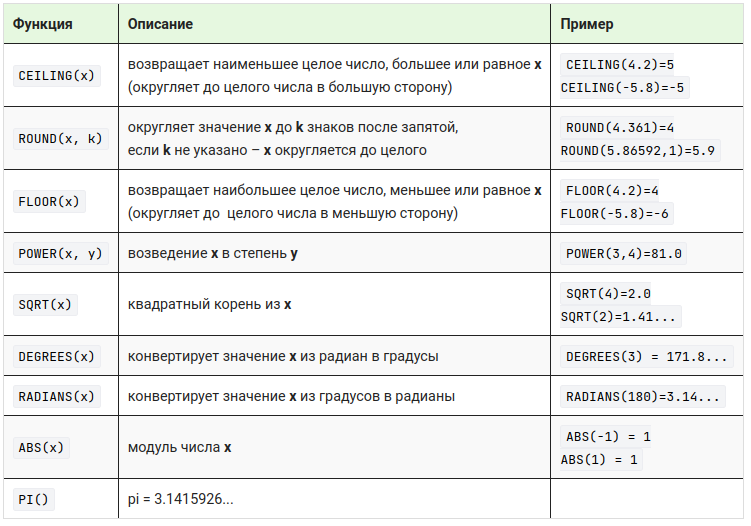 Функция Описание Пример
CEILING(x) возвращает наименьшее целое число, большее или равное x CEILING(4.2)=5
(округляет до целого числа в большую сторону) CEILING(-5.8)=-5
ROUND(x, k) округляет значение x до k знаков после запятой, ROUND(4.361)=4
если k не указано – x округляется до целого ROUND(5.86592,1)=5.9
FLOOR(x) возвращает наибольшее целое число, меньшее или равное x FLOOR(4.2)=4
(округляет до целого числа в меньшую сторону) FLOOR(-5.8)=-6
POWER(x, y) возведение x в степень y POWER(3,4)=81.0
SQRT(x) квадратный корень из x SQRT(4)=2.0
SQRT(2)=1.41...
DEGREES(x) конвертирует значение x из радиан в градусы DEGREES(3) = 171.8...
RADIANS(x) конвертирует значение x из градусов в радианы RADIANS(180)=3.14...
ABS(x) модуль числа x ABS(-1) = 1
ABS(1) = 1
PI() pi = 3.1415926...